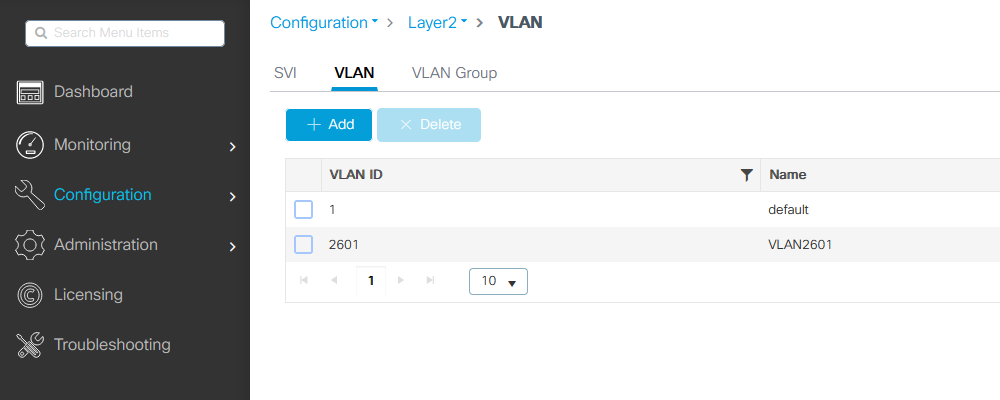 Search Menu Items
Dashboard
Monitoring
Configuration
Administration
Licensing
Troubleshooting
Configuration > Layer2 > VLAN
SVI VLAN VLAN Group
+ Add × Delete
VLAN ID Name
1 default
2601 VLAN2601
1 10